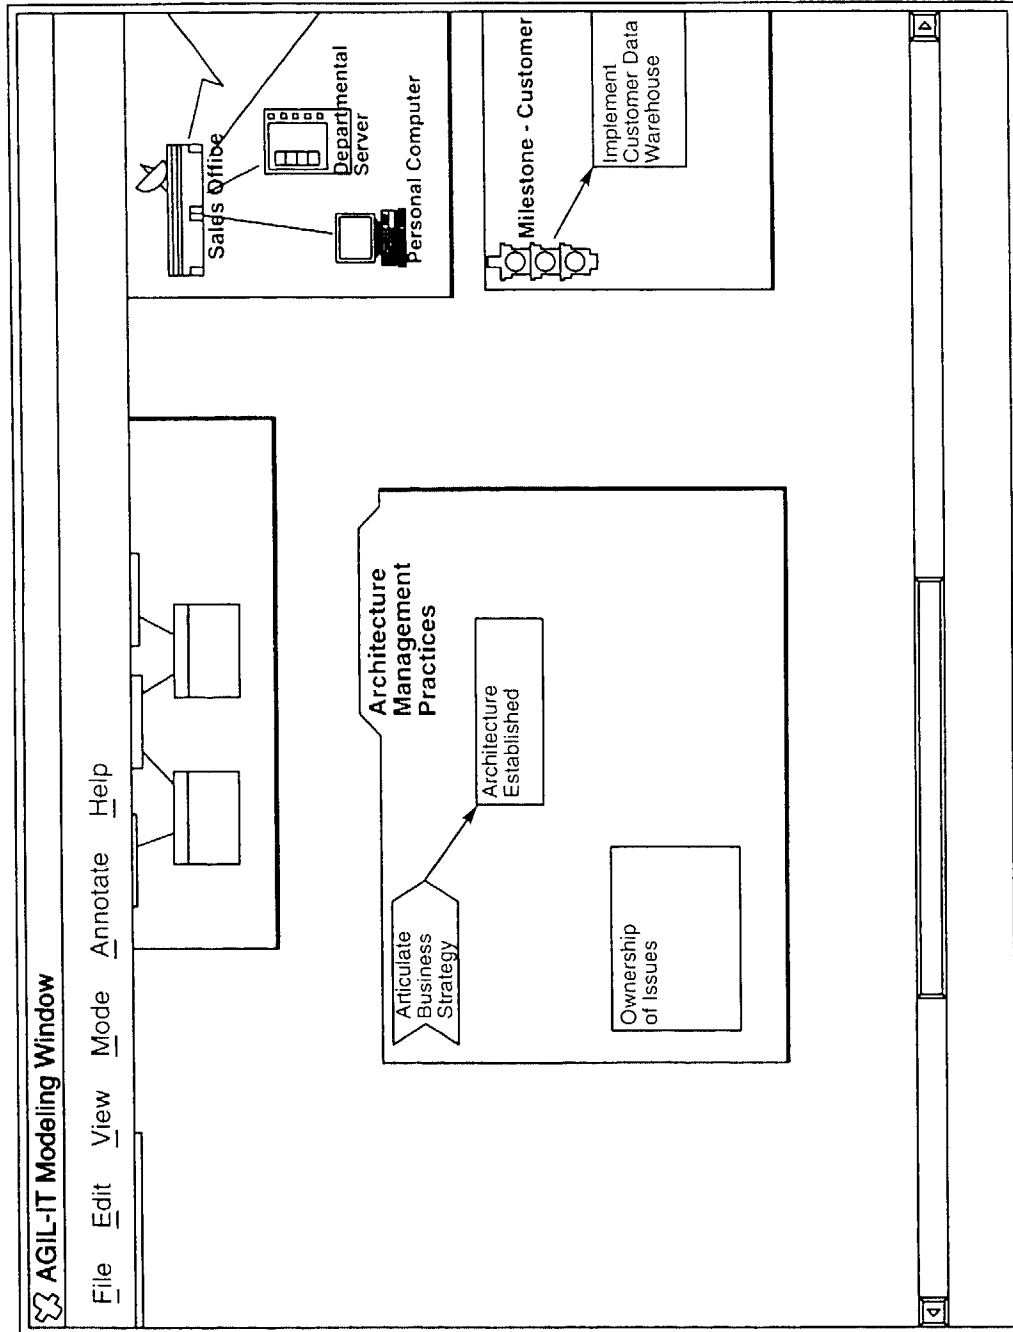 AGIL-IT Modeling Window
File Edit View Mode Annotate Help
Sales Office
Departmental
Server
Personal Computer
Architecture
Management
Practices
Articulate
Business
Strategy
Architecture
Established
Ownership
of Issues
Milestone - Customer
Implement
Customer Data
Warehouse